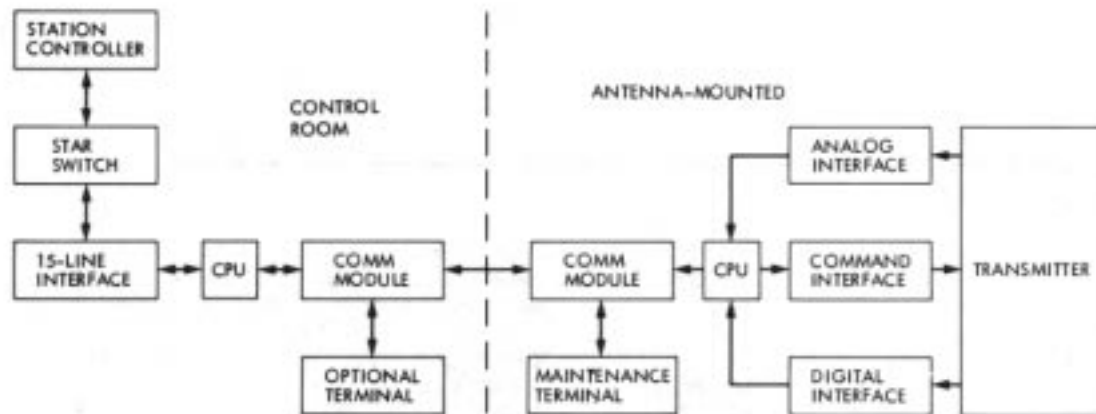 STATION
CONTROLLER
CONTROL
ROOM
ANTENNA-MOUNTED
STAR
SWITCH
ANALOG
INTERFACE
15-LINE
INTERFACE
CPU
COMM
MODULE
COMM
MODULE
CPU
COMMAND
INTERFACE
TRANSMITTER
OPTIONAL
TERMINAL
MAINTENANCE
TERMINAL
DIGITAL
INTERFACE